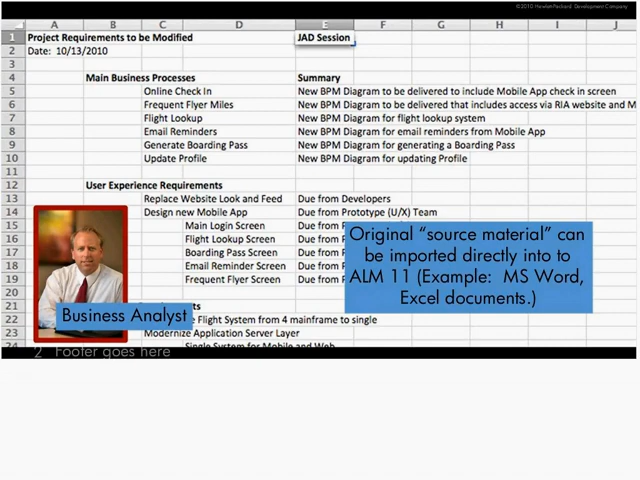 ©2010 HewlettPackard Development Company
A B C D E F G H I J
1 Project Requirements to be Modified JAD Session
2 Date: 10/13/2010
3
4 Main Business Processes Summary
5 Online Check In New BPM Diagram to be delivered to include Mobile App check in screen
6 Frequent Flyer Miles New BPM Diagram to be delivered that includes access via RIA website and M
7 Flight Lookup New BPM Diagram for flight lookup system
8 Email Reminders New BPM Diagram for email reminders from Mobile App
9 Generate Boarding Pass New BPM Diagram for generating a Boarding Pass
10 Update Profile New BPM Diagram for updating Profile
11
12 User Experience Requirements
13 Replace Website Look and Feed Due from Developers
14 Design new Mobile App Due from Prototype (U/X) Team
15 Main Login Screen Due from
16 Flight Lookup Screen Due from
17 Boarding Pass Screen Due from
18 Email Reminder Screen Due from
19 Frequent Flyer Screen Due from
Original “source material” can
be imported directly into to
ALM 11 (Example: MS Word,
Excel documents.)
20
21
22 Flight System from 4 mainframe to single
23 Modernize Application Server Layer
24 Single System for Mobile and Web
Business Analyst
2 Footer goes here